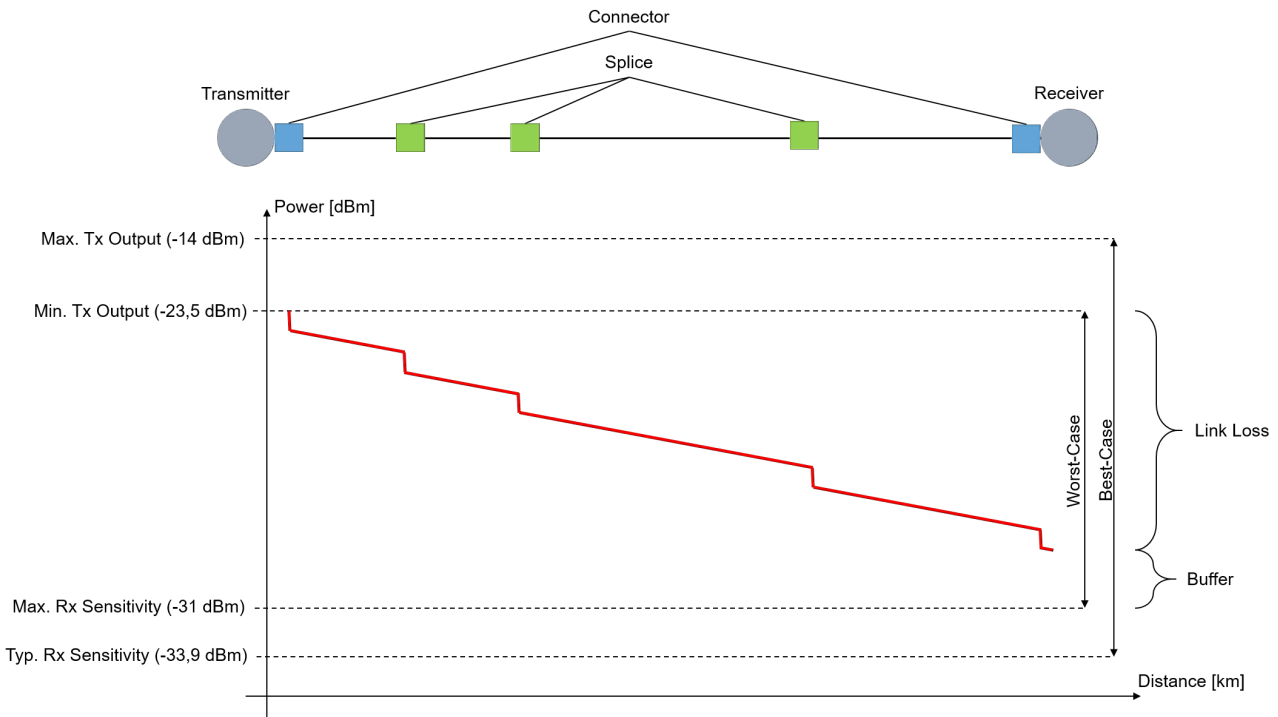 Connector
Splice
Transmitter
Receiver
Power [dBm]
Max. Tx Output (-14 dBm)
Min. Tx Output (-23,5 dBm)
Worst-Case
Best-Case
Link Loss
Buffer
Max. Rx Sensitivity (-31 dBm)
Typ. Rx Sensitivity (-33,9 dBm)
Distance [km]